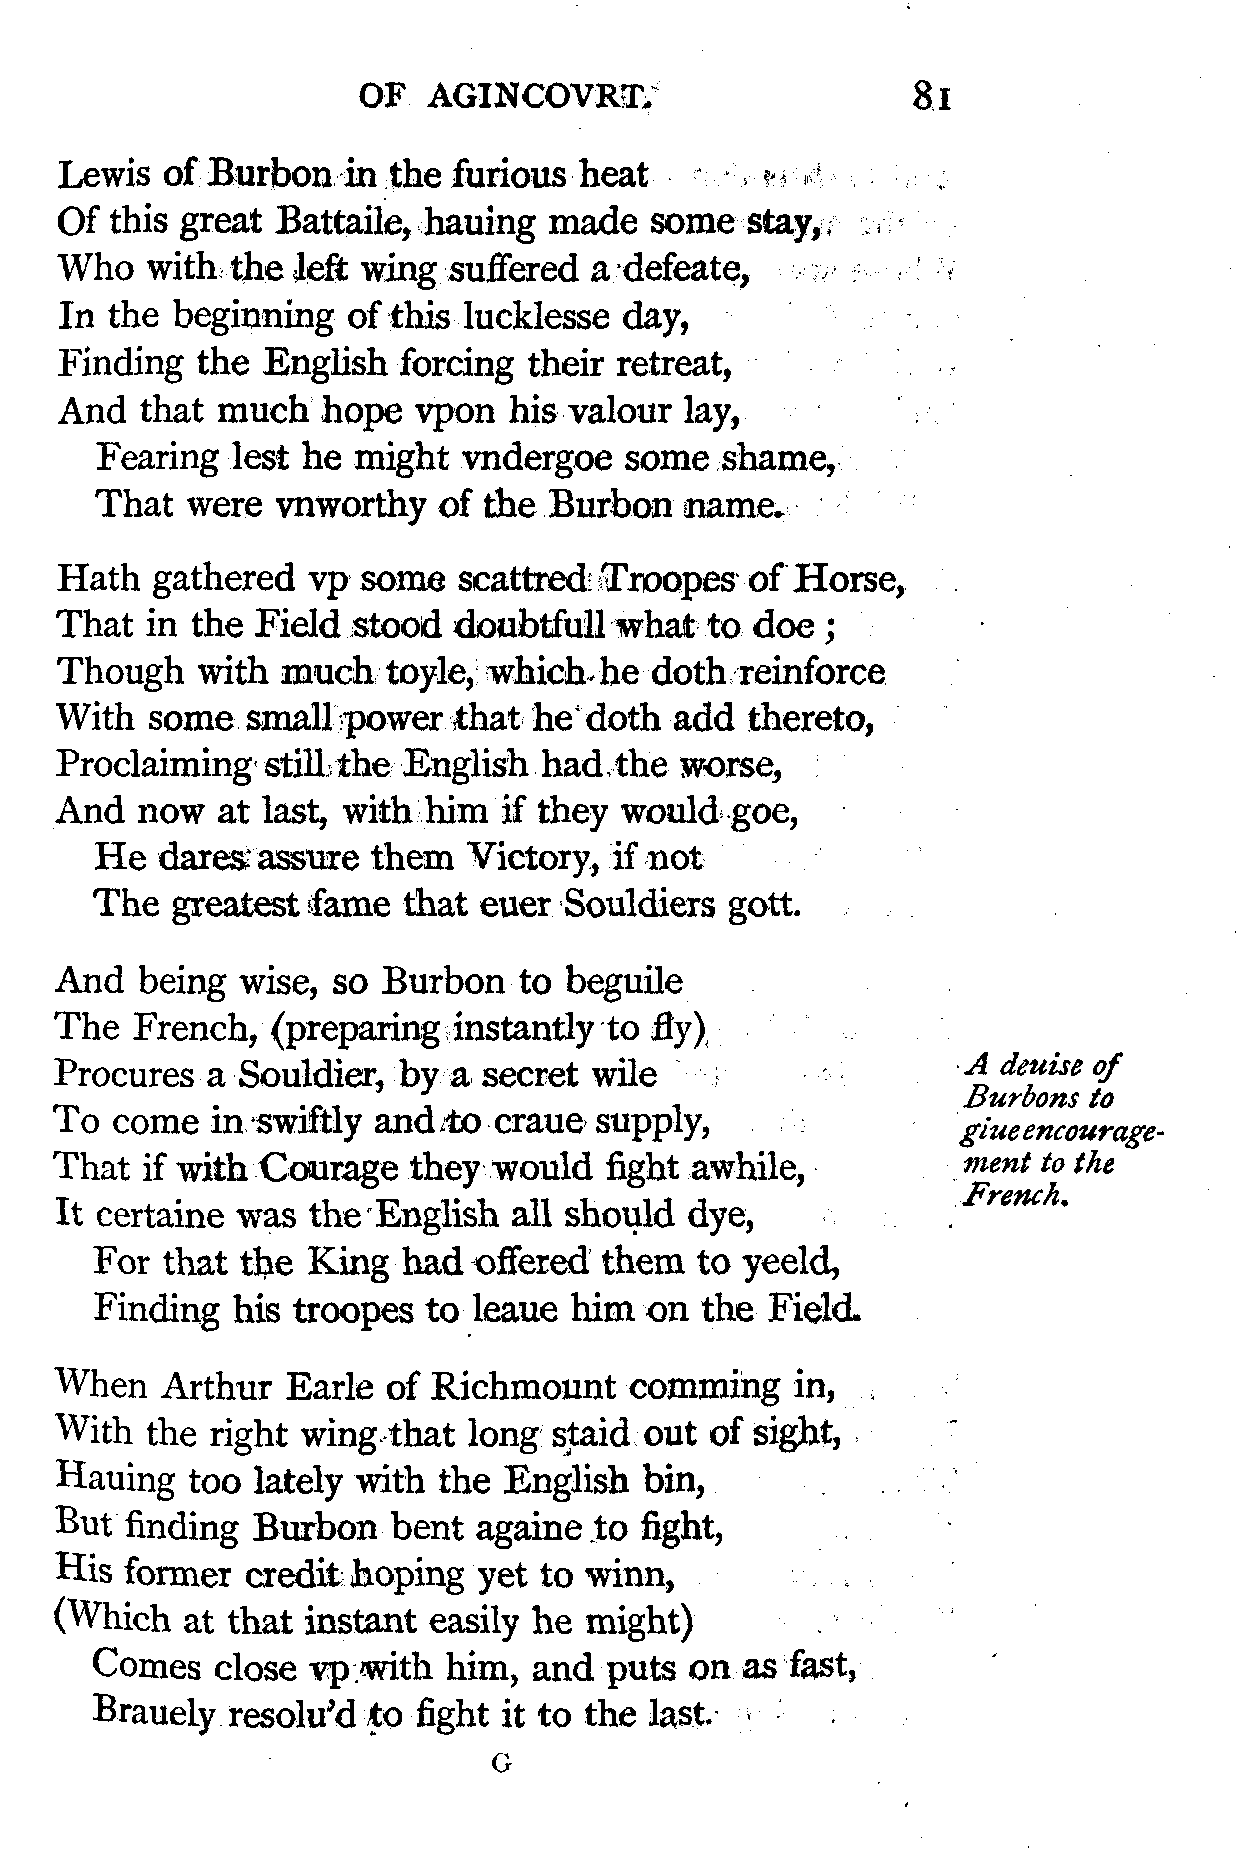 OF AGINCOVRT. 81
Lewis of Burbon in the furious heat
Of this great Battaile, hauing made some stay,
Who with the left wing suffered a defeate,
In the beginning of this lucklesse day,
Finding the English forcing their retreat,
And that much hope vpon his valour lay,
Fearing lest he might vndergoe some shame,
That were vnworthy of the Burbon name.
Hath gathered vp some scattred Troopes of Horse,
That in the Field stood doubtfull what to doe ;
Though with much toyle, which he doth reinforce
With some small power that he doth add thereto,
Proclaiming still the English had the worse,
And now at last, with him if they would goe,
He dares assure them Victory, if not
The greatest fame that euer Souldiers gott.
And being wise, so Burbon to beguile
The French, (preparing instantly to fly)
Procures a Souldier, by a secret wile
To come in swiftly and to craue supply,
That if with Courage they would fight awhile,
It certaine was the English all should dye,
For that the King had offered them to yeeld,
Finding his troopes to leaue him on the Field.
A deuise of
Burbons to
giue encourage-
ment to the
French.
When Arthur Earle of Richmount comming in,
With the right wing that long staid out of sight,
Hauing too lately with the English bin,
But finding Burbon bent againe to fight,
His former credit hoping yet to winn,
(Which at that instant easily he might)
Comes close vp with him, and puts on as fast,
Brauely resolu'd to fight it to the last.
G